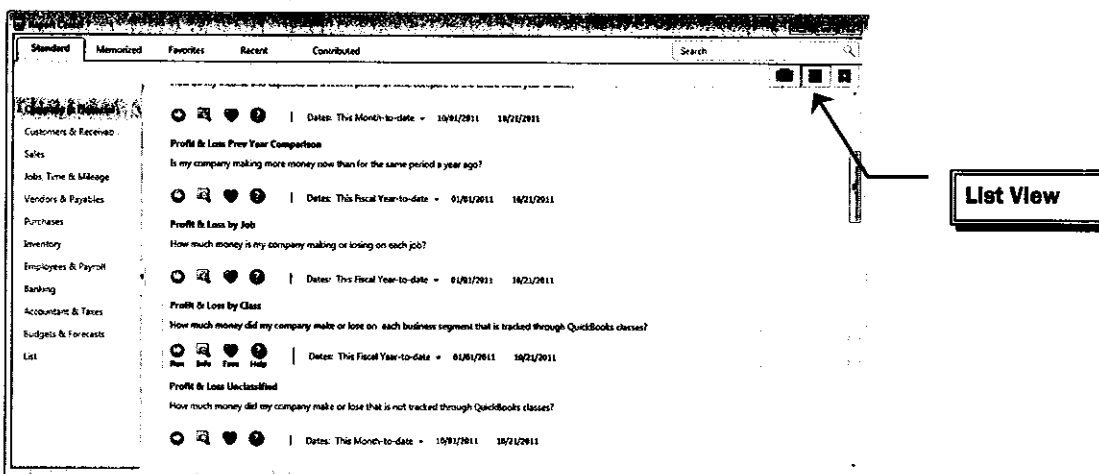 Report Center
Standard Memorized Favorites Recent Contributed Search
Company & Financial
Customers & Receivab
Sales
Jobs, Time & Mileage
Vendors & Payables
Purchases
Inventory
Employees & Payroll
Banking
Accountant & Taxes
Budgets & Forecasts
List
Dates: This Month-to-date 10/01/2011 10/21/2011
Profit & Loss Prev Year Comparison
Is my company making more money now than for the same period a year ago?
Dates: This Fiscal Year-to-date 01/01/2011 10/21/2011
Profit & Loss by Job
How much money is my company making or losing on each job?
Dates: This Fiscal Year-to-date 01/01/2011 10/21/2011
Profit & Loss by Class
How much money did my company make or lose on each business segment that is tracked through QuickBooks classes?
Run Info Fave Help Dates: This Fiscal Year-to-date 01/01/2011 10/21/2011
Profit & Loss Unclassified
How much money did my company make or lose that is not tracked through QuickBooks classes?
Dates: This Month-to-date 10/01/2011 10/21/2011
List View